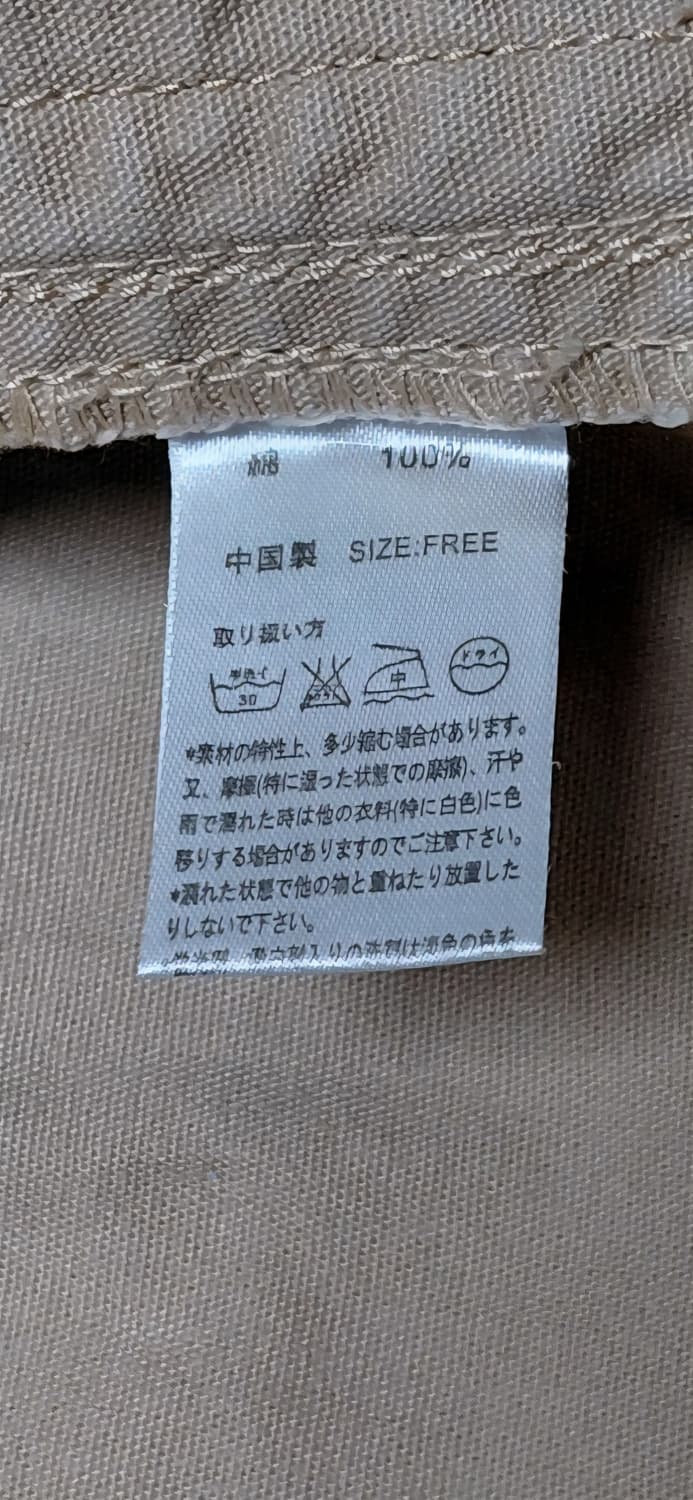 綿 100%
中国製 SIZE:FREE
取り扱い方
手洗イ 30 中 ドライ
*素材の特性上、多少縮む場合があります。
又、摩擦(特に湿った状態での摩擦)、汗や
雨で濡れた時は他の衣料(特に白色)に色
移りする場合がありますのでご注意下さい。
*濡れた状態で他の物と重ねたり放置した
りしないで下さい。